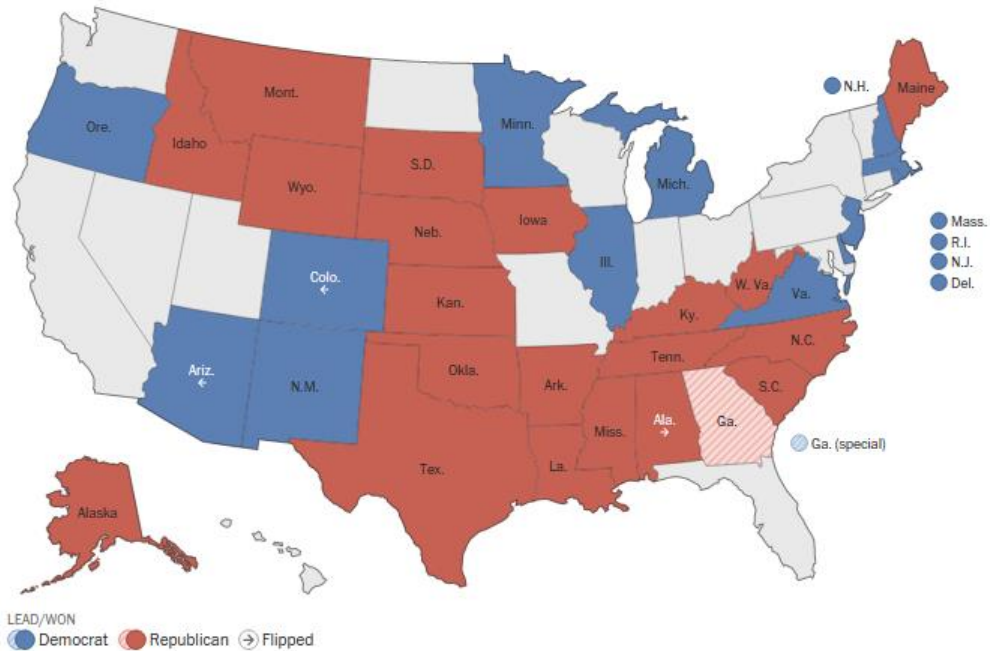 N.H.
Maine
Mont.
Minn.
Ore.
Idaho
S.D.
Wyo.
Mich.
Iowa
Mass.
Neb.
R.I.
Ill.
N.J.
Colo.
←
W. Va.
Va.
Del.
Kan.
Ky.
N.C.
Tenn.
Ariz.
←
N.M.
Okla.
Ark.
S.C.
Ala.
→
Ga.
Miss.
Ga. (special)
La.
Tex.
Alaska
LEAD/WON
Democrat Republican → Flipped